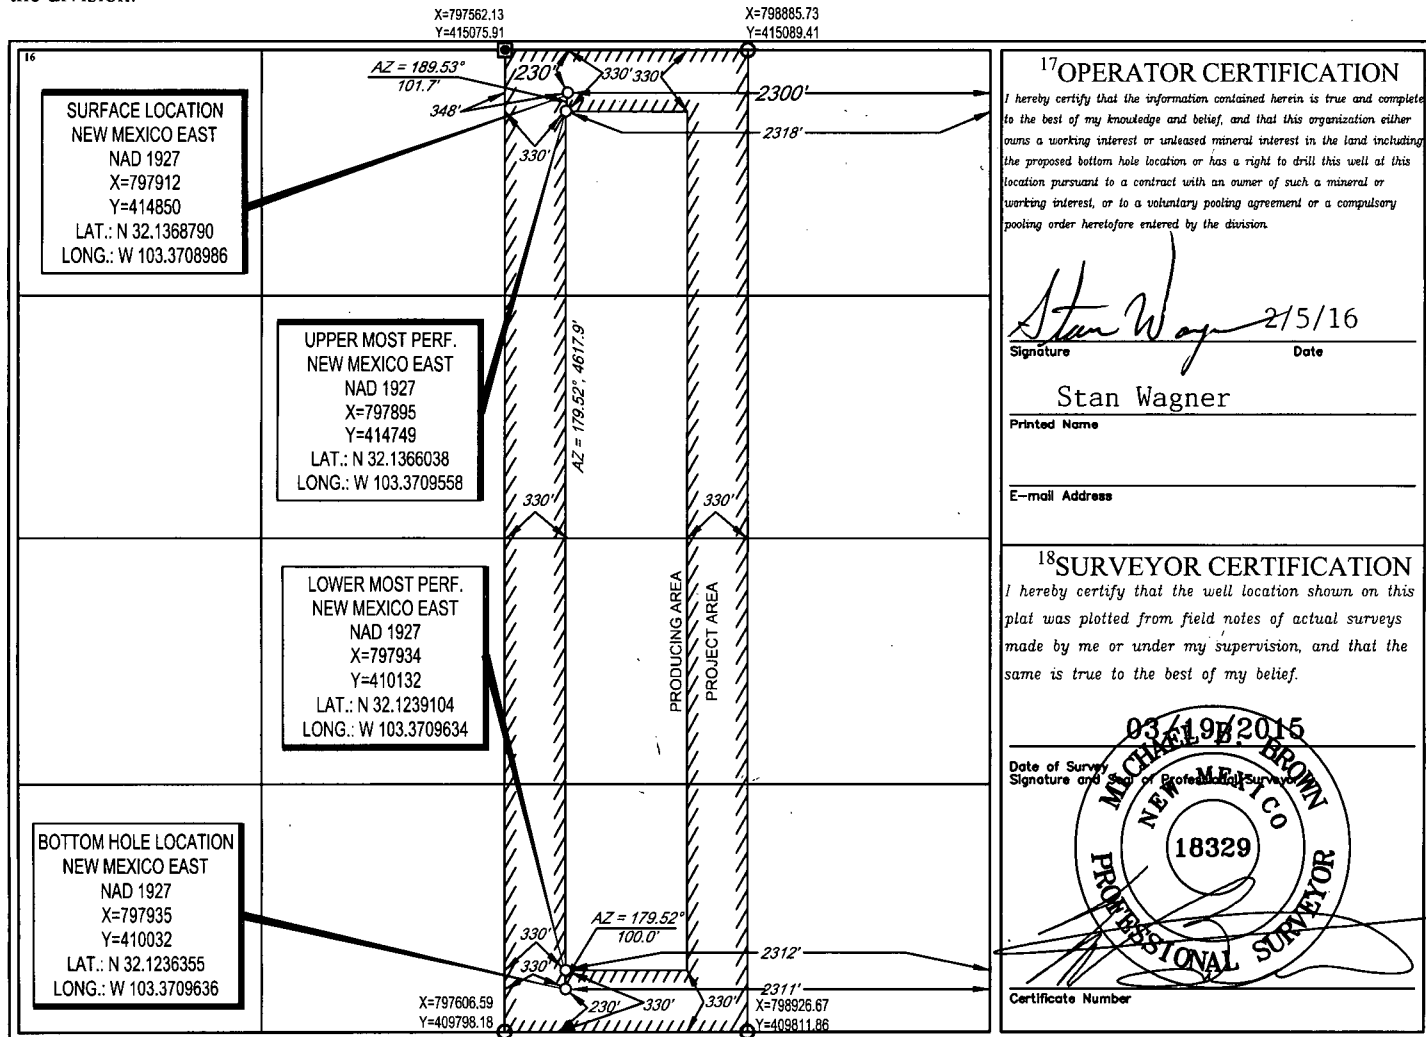 the division.
X=797562.13
Y=415075.91
X=798885.73
Y=415089.41
16
AZ = 189.53°
101.7'
230'
330'
330'
348'
330'
2300'
2318'
SURFACE LOCATION
NEW MEXICO EAST
NAD 1927
X=797912
Y=414850
LAT.: N 32.1368790
LONG.: W 103.3708986
UPPER MOST PERF.
NEW MEXICO EAST
NAD 1927
X=797895
Y=414749
LAT.: N 32.1366038
LONG.: W 103.3709558
AZ = 179.52°, 4617.9'
330'
330'
LOWER MOST PERF.
NEW MEXICO EAST
NAD 1927
X=797934
Y=410132
LAT.: N 32.1239104
LONG.: W 103.3709634
PRODUCING AREA
PROJECT AREA
BOTTOM HOLE LOCATION
NEW MEXICO EAST
NAD 1927
X=797935
Y=410032
LAT.: N 32.1236355
LONG.: W 103.3709636
AZ = 179.52°
100.0'
330'
330'
2312'
2311'
230'
330'
330'
X=797606.59
Y=409798.18
X=798926.67
Y=409811.86
17 OPERATOR CERTIFICATION
I hereby certify that the information contained herein is true and complete
to the best of my knowledge and belief, and that this organization either
owns a working interest or unleased mineral interest in the land including
the proposed bottom hole location or has a right to drill this well at this
location pursuant to a contract with an owner of such a mineral or
working interest, or to a voluntary pooling agreement or a compulsory
pooling order heretofore entered by the division
Stan Wagner 2/5/16
Signature Date
Stan Wagner
Printed Name
E-mail Address
18 SURVEYOR CERTIFICATION
I hereby certify that the well location shown on this
plat was plotted from field notes of actual surveys
made by me or under my supervision, and that the
same is true to the best of my belief.
03/19/2015
Date of Survey
Signature and Seal of Professional Surveyor
MICHAEL B. BROWN
NEW MEXICO
18329
PROFESSIONAL SURVEYOR
Certificate Number